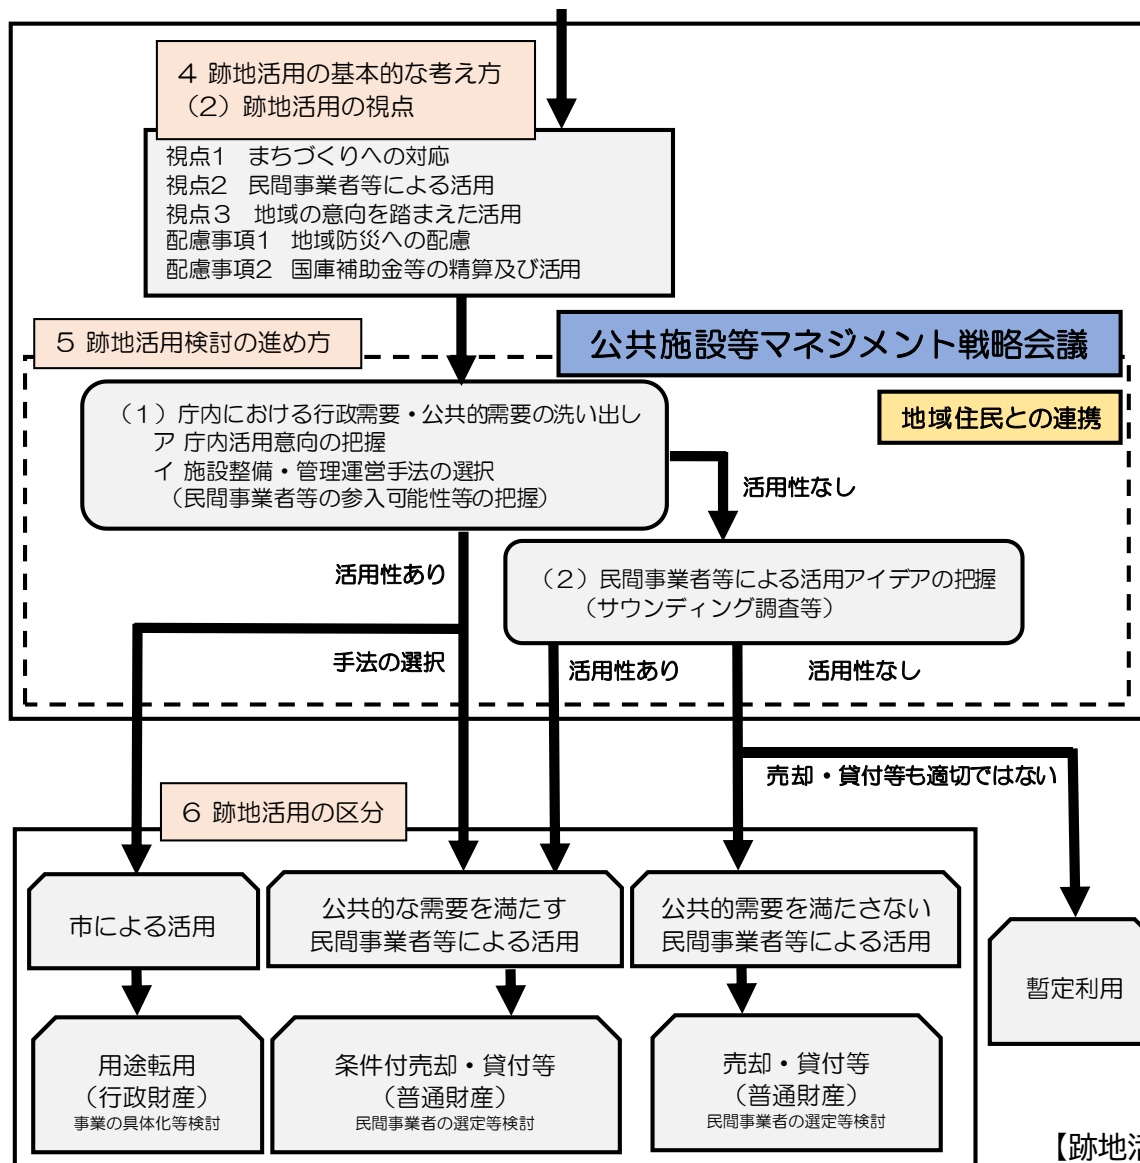 4 跡地活用の基本的な考え方
（2）跡地活用の視点
視点1　まちづくりへの対応
視点2　民間事業者等による活用
視点3　地域の意向を踏まえた活用
配慮事項1　地域防災への配慮
配慮事項2　国庫補助金等の精算及び活用
5 跡地活用検討の進め方
公共施設等マネジメント戦略会議
地域住民との連携
（1）庁内における行政需要・公共的需要の洗い出し
ア 庁内活用意向の把握
イ 施設整備・管理運営手法の選択
（民間事業者等の参入可能性等の把握）
活用性なし
活用性あり
（2）民間事業者等による活用アイデアの把握
（サウンディング調査等）
手法の選択
活用性あり
活用性なし
売却・貸付等も適切ではない
6 跡地活用の区分
市による活用
公共的な需要を満たす
民間事業者等による活用
公共的需要を満たさない
民間事業者等による活用
暫定利用
用途転用
（行政財産）
事業の具体化等検討
条件付売却・貸付等
（普通財産）
民間事業者の選定等検討
売却・貸付等
（普通財産）
民間事業者の選定等検討
【跡地活